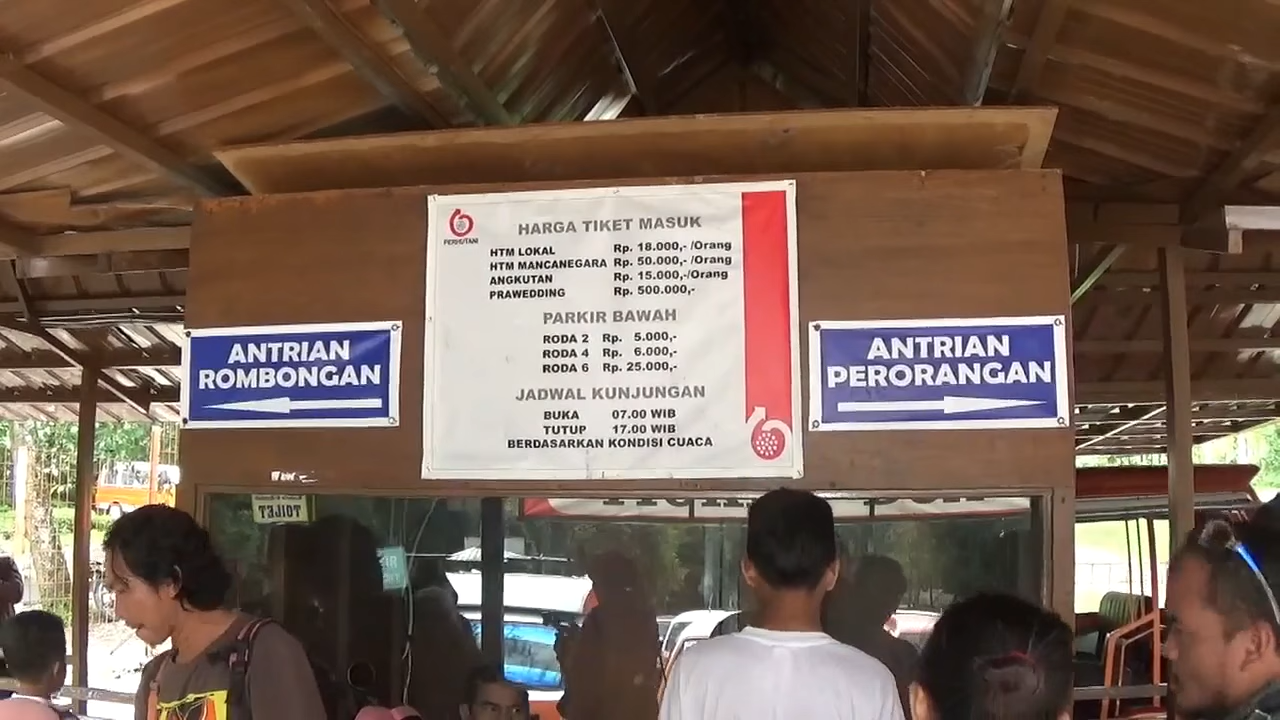 PERHUTANI
HARGA TIKET MASUK
HTM LOKAL Rp. 18.000,- /Orang
HTM MANCANEGARA Rp. 50.000,- /Orang
ANGKUTAN Rp. 15.000,-/Orang
PRAWEDDING Rp. 500.000,-
PARKIR BAWAH
RODA 2 Rp. 5.000,-
RODA 4 Rp. 6.000,-
RODA 6 Rp. 25.000,-
JADWAL KUNJUNGAN
BUKA 07.00 WIB
TUTUP 17.00 WIB
BERDASARKAN KONDISI CUACA
ANTRIAN
ROMBONGAN
ANTRIAN
PERORANGAN
TOILET